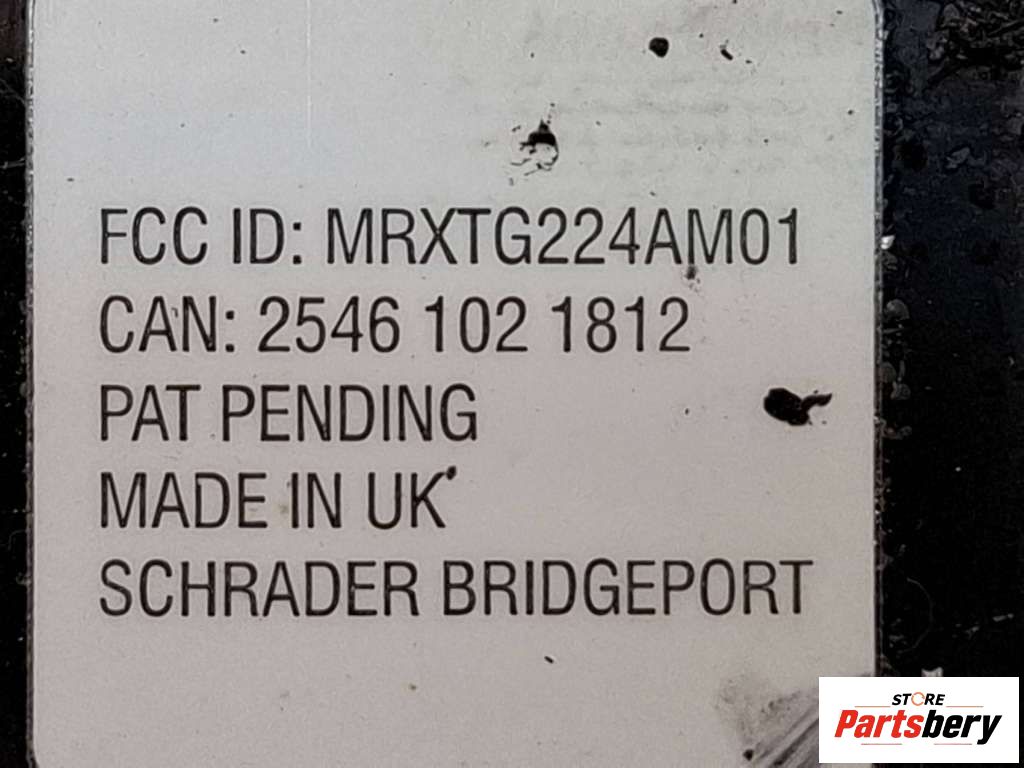 FCC ID: MRXTG224AM01
CAN: 2546 102 1812
PAT PENDING
MADE IN UK
SCHRADER BRIDGEPORT
STORE
Partsbery